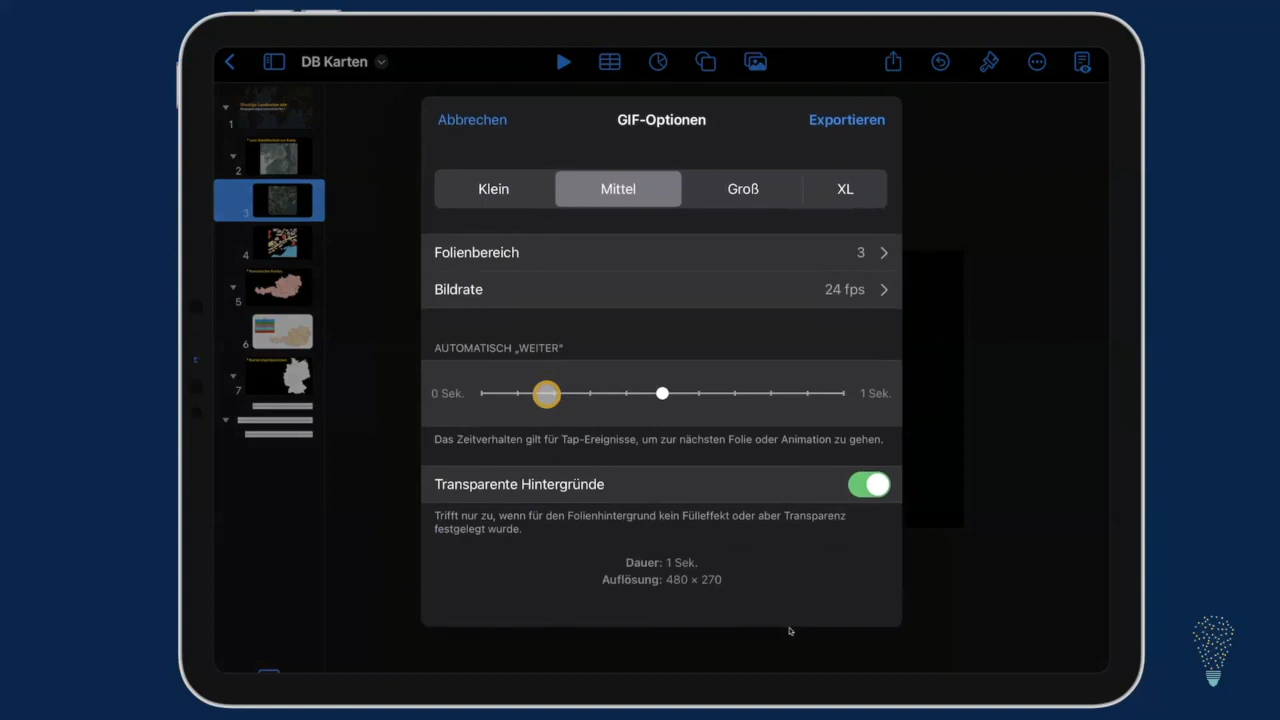 DB Karten
Abbrechen
GIF-Optionen
Exportieren
Klein
Mittel
Groß
XL
Folienbereich
3
Bildrate
24 fps
AUTOMATISCH „WEITER“
0 Sek.
1 Sek.
Das Zeitverhalten gilt für Tap-Ereignisse, um zur nächsten Folie oder Animation zu gehen.
Transparente Hintergründe
Trifft nur zu, wenn für den Folienhintergrund kein Fülleffekt oder aber Transparenz
festgelegt wurde.
Dauer: 1 Sek.
Auflösung: 480 × 270
1
2
3
4
5
6
7